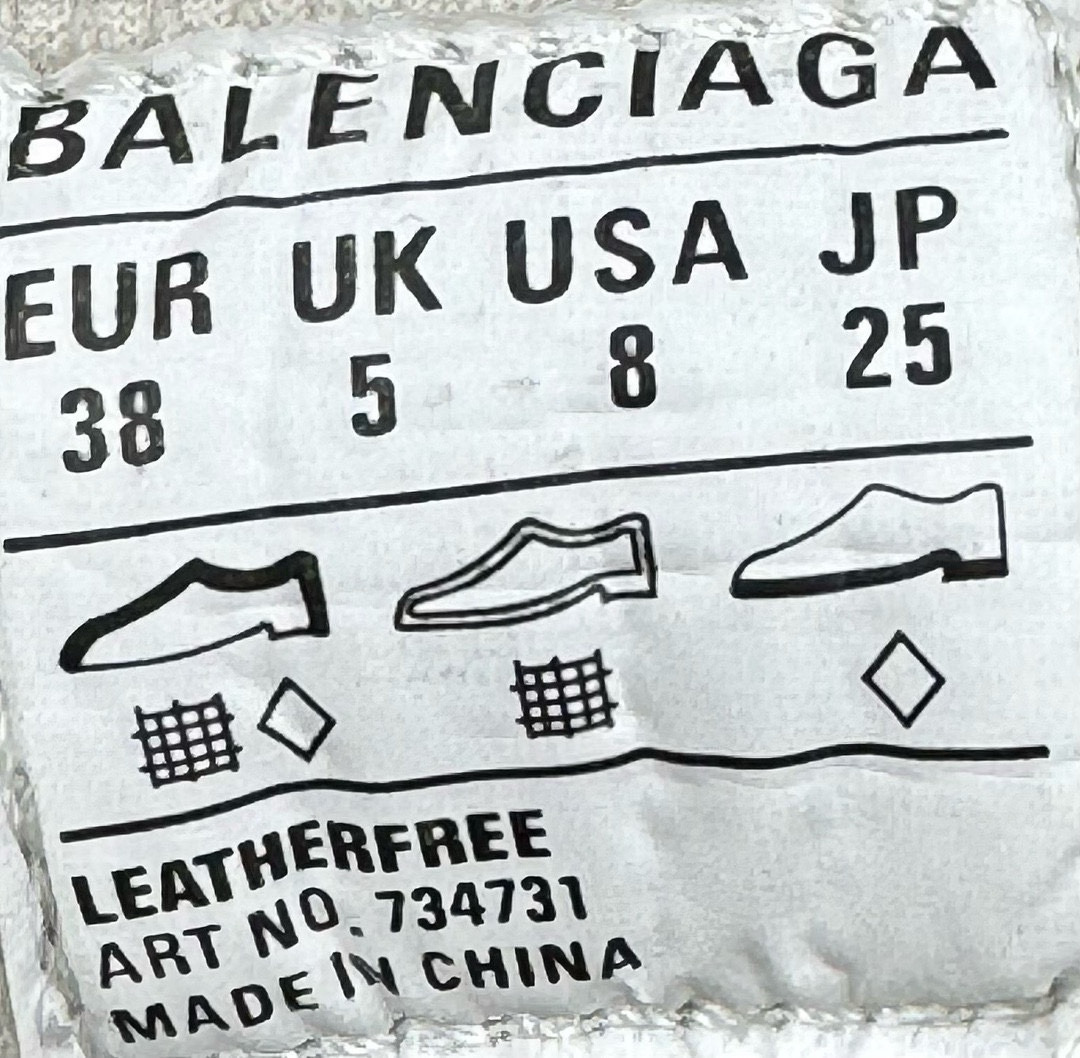 BALENCIAGA
EUR UK USA JP
38 5 8 25
LEATHERFREE
ART NO. 734731
MADE IN CHINA